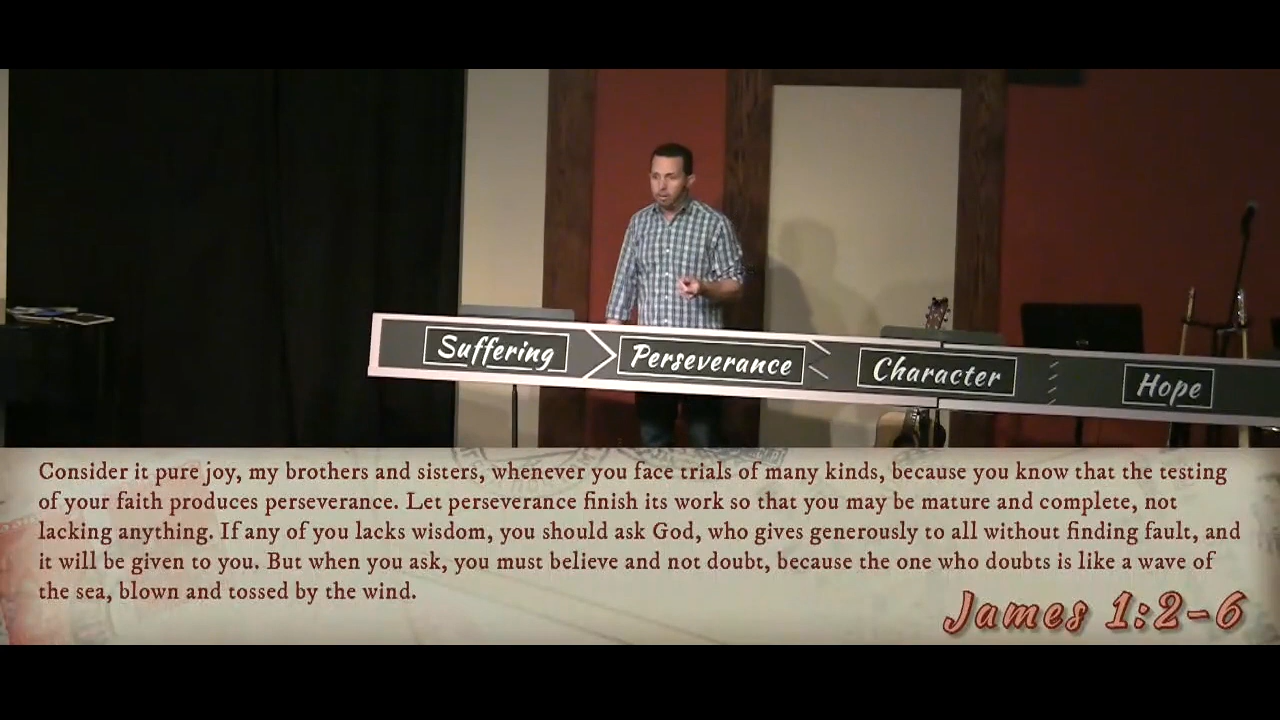 Suffering Perseverance Character Hope
Consider it pure joy, my brothers and sisters, whenever you face trials of many kinds, because you know that the testing
of your faith produces perseverance. Let perseverance finish its work so that you may be mature and complete, not
lacking anything. If any of you lacks wisdom, you should ask God, who gives generously to all without finding fault, and
it will be given to you. But when you ask, you must believe and not doubt, because the one who doubts is like a wave of
the sea, blown and tossed by the wind.
James 1:2-6